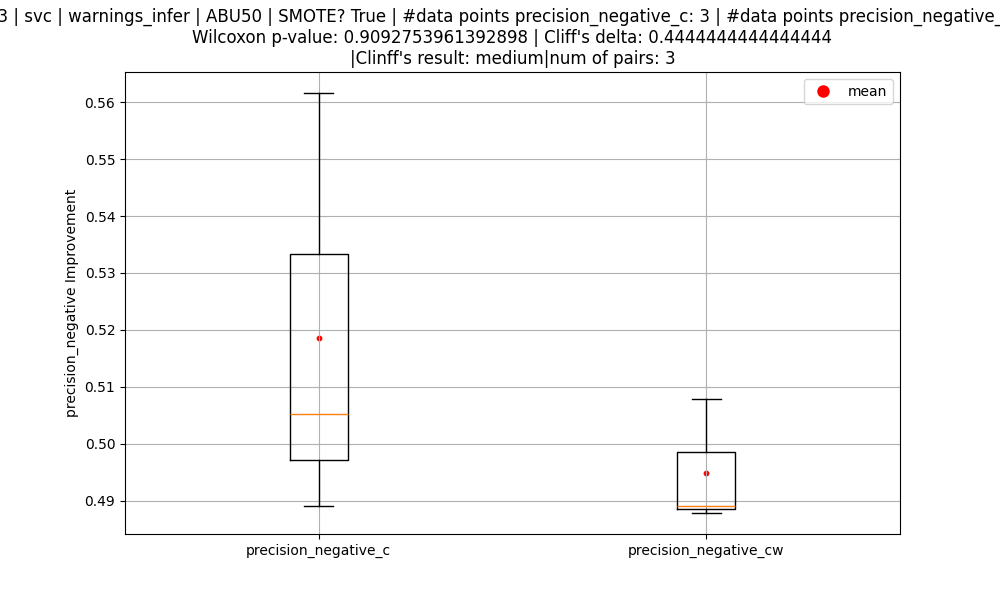 3 | svc | warnings_infer | ABU50 | SMOTE? True | #data points precision_negative_c: 3 | #data points precision_negative_
Wilcoxon p-value: 0.9092753961392898 | Cliff's delta: 0.4444444444444444
|Clinff's result: medium|num of pairs: 3
mean
0.56
0.55
0.54
0.53
0.52
0.51
0.50
0.49
precision_negative Improvement
precision_negative_c
precision_negative_cw